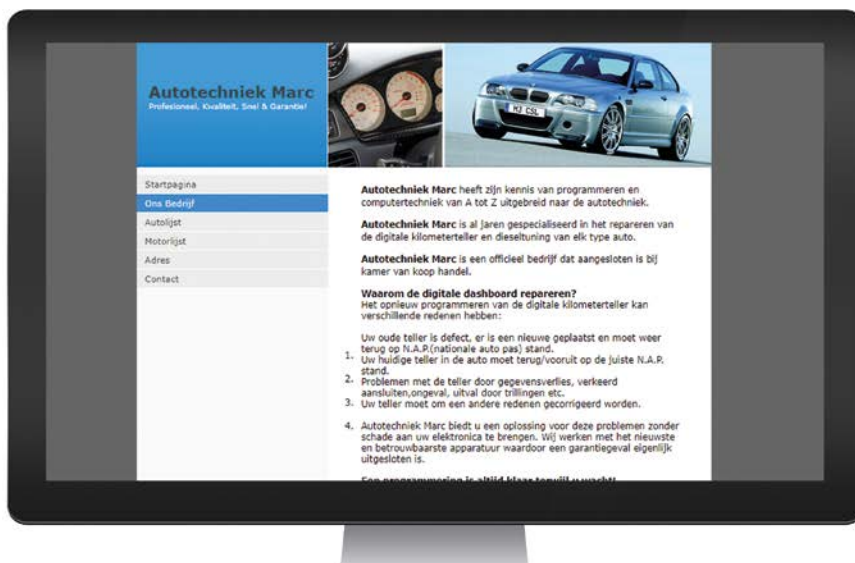 Autotechniek Marc
Profesioneel, Kwaliteit, Snel & Garantie!
M3 CSL
Startpagina
Ons Bedrijf
Autolijst
Motorlijst
Adres
Contact
Autotechniek Marc heeft zijn kennis van programmeren en
computertechniek van A tot Z uitgebreid naar de autotechniek.
Autotechniek Marc is al jaren gespecialiseerd in het repareren van
de digitale kilometerteller en dieseltuning van elk type auto.
Autotechniek Marc is een officieel bedrijf dat aangesloten is bij
kamer van koop handel.
Waarom de digitale dashboard repareren?
Het opnieuw programmeren van de digitale kilometerteller kan
verschillende redenen hebben:
Uw oude teller is defect, er is een nieuwe geplaatst en moet weer
terug op N.A.P.(nationale auto pas) stand.
1. Uw huidige teller in de auto moet terug/vooruit op de juiste N.A.P.
stand.
2. Problemen met de teller door gegevensverlies, verkeerd
aansluiten,ongeval, uitval door trillingen etc.
3. Uw teller moet om een andere redenen gecorrigeerd worden.
4. Autotechniek Marc biedt u een oplossing voor deze problemen zonder
schade aan uw elektronica te brengen. Wij werken met het nieuwste
en betrouwbaarste apparatuur waardoor een garantiegeval eigenlijk
uitgesloten is.
Een programmering is altijd klaar terwijl u wacht!